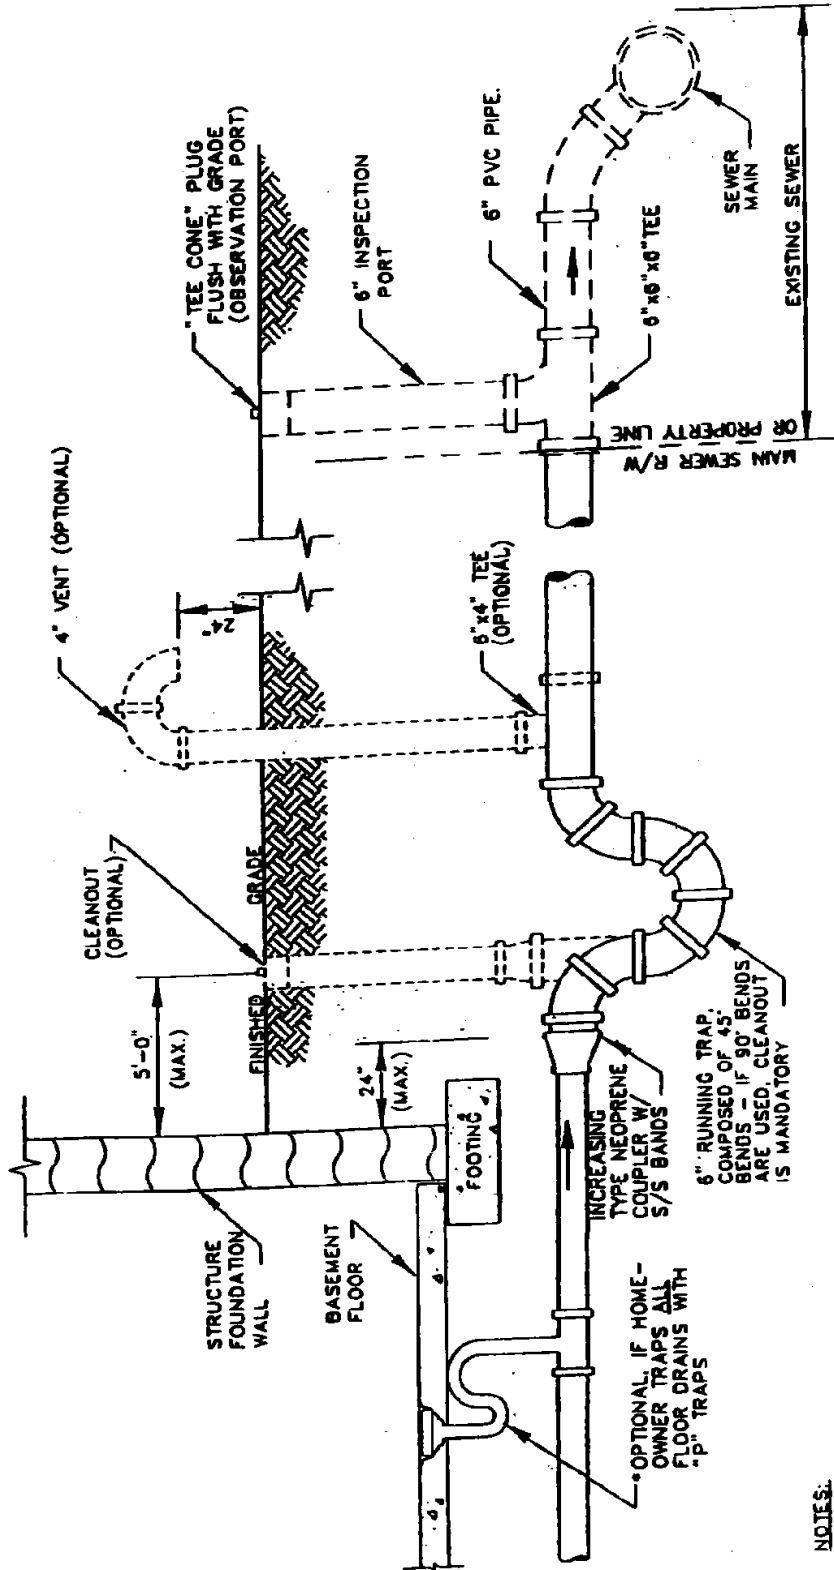 STRUCTURE
FOUNDATION
WALL
5'-0"
(MAX.)
CLEANOUT
(OPTIONAL)
4" VENT (OPTIONAL)
24"
"TEE CONE" PLUG
FLUSH WITH GRADE
(OBSERVATION PORT)
FINISHED GRADE
BASEMENT
FLOOR
24"
(MAX.)
FOOTING
6" INSPECTION
PORT
6"x4" TEE
(OPTIONAL)
6" PVC PIPE.
*OPTIONAL, IF HOME-
OWNER TRAPS ALL
FLOOR DRAINS WITH
"P" TRAPS
INCREASING
TYPE NEOPRENE
COUPLER W/
S/S BANDS
6" RUNNING TRAP,
COMPOSED OF 45°
BENDS - IF 90° BENDS
ARE USED, CLEANOUT
IS MANDATORY
MAIN SEWER R/W
OR PROPERTY LINE
6"x6"x6" TEE
SEWER
MAIN
EXISTING SEWER
NOTES: